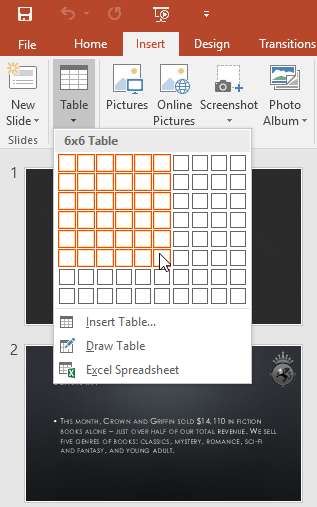 File Home Insert Design Transitions
New Slide Table Pictures Online Pictures Screenshot Photo Album
Slides
6x6 Table
1
Insert Table...
Draw Table
Excel Spreadsheet
2
• This month, Crown and Griffin sold $14,110 in fiction
books alone – just over half of our total revenue. We sell
five genres of books: classics, mystery, romance, sci-fi
and fantasy, and young adult.